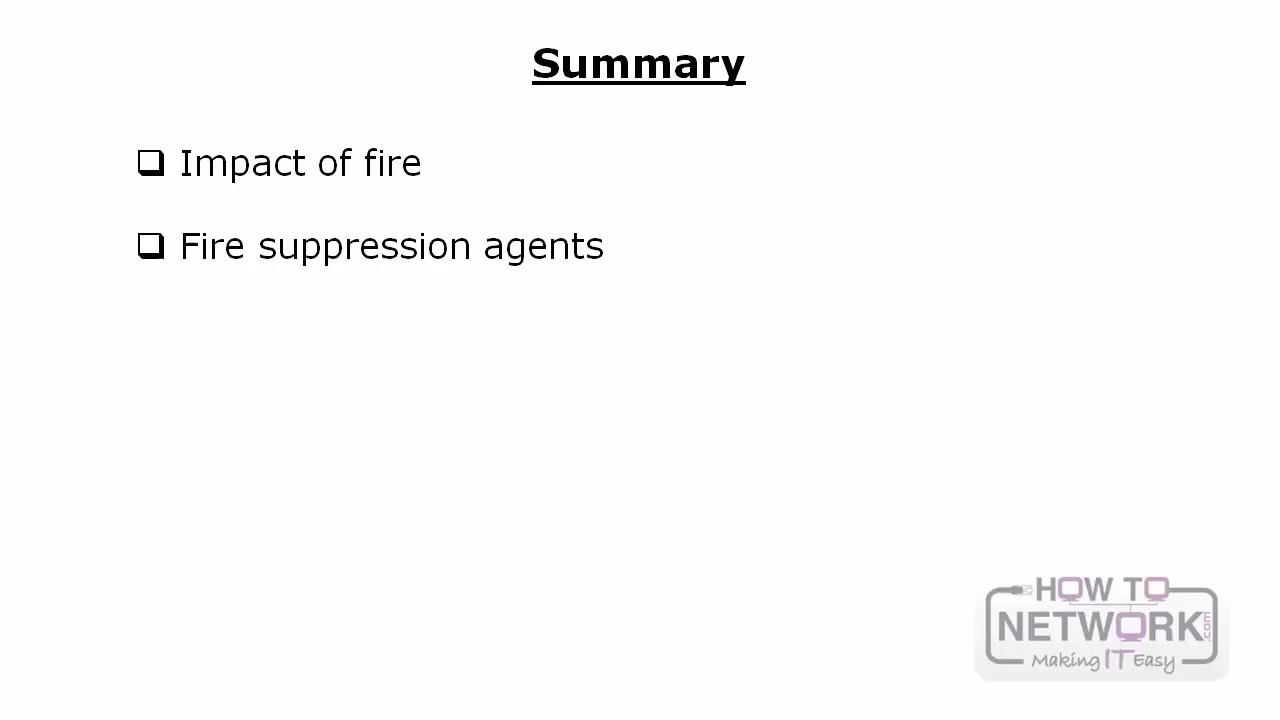 Summary
❑ Impact of fire
❑ Fire suppression agents
HOW TO
NETWORK.com
Making IT Easy